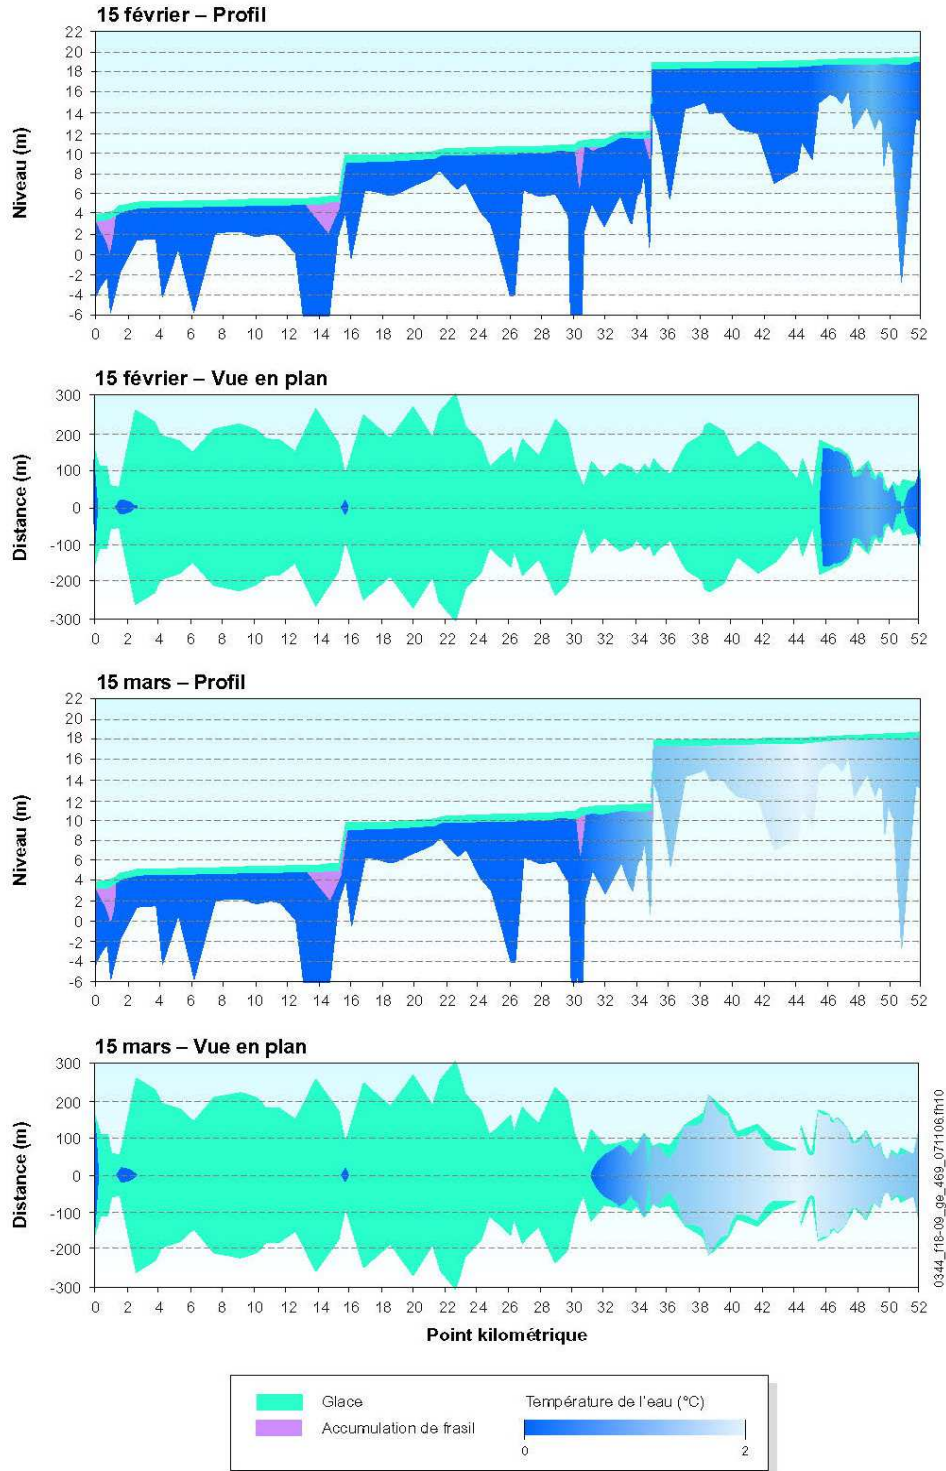 15 février – Profil
Niveau (m)
22
20
18
16
14
12
10
8
6
4
2
0
-2
-4
-6
0 2 4 6 8 10 12 14 16 18 20 22 24 26 28 30 32 34 36 38 40 42 44 46 48 50 52
15 février – Vue en plan
Distance (m)
300
200
100
0
-100
-200
-300
0 2 4 6 8 10 12 14 16 18 20 22 24 26 28 30 32 34 36 38 40 42 44 46 48 50 52
15 mars – Profil
Niveau (m)
22
20
18
16
14
12
10
8
6
4
2
0
-2
-4
-6
0 2 4 6 8 10 12 14 16 18 20 22 24 26 28 30 32 34 36 38 40 42 44 46 48 50 52
15 mars – Vue en plan
Distance (m)
300
200
100
0
-100
-200
-300
0 2 4 6 8 10 12 14 16 18 20 22 24 26 28 30 32 34 36 38 40 42 44 46 48 50 52
Point kilométrique
0344_f18-09_ge_469_071106.fh10
Glace
Accumulation de frasil
Température de l'eau (°C)
0 2